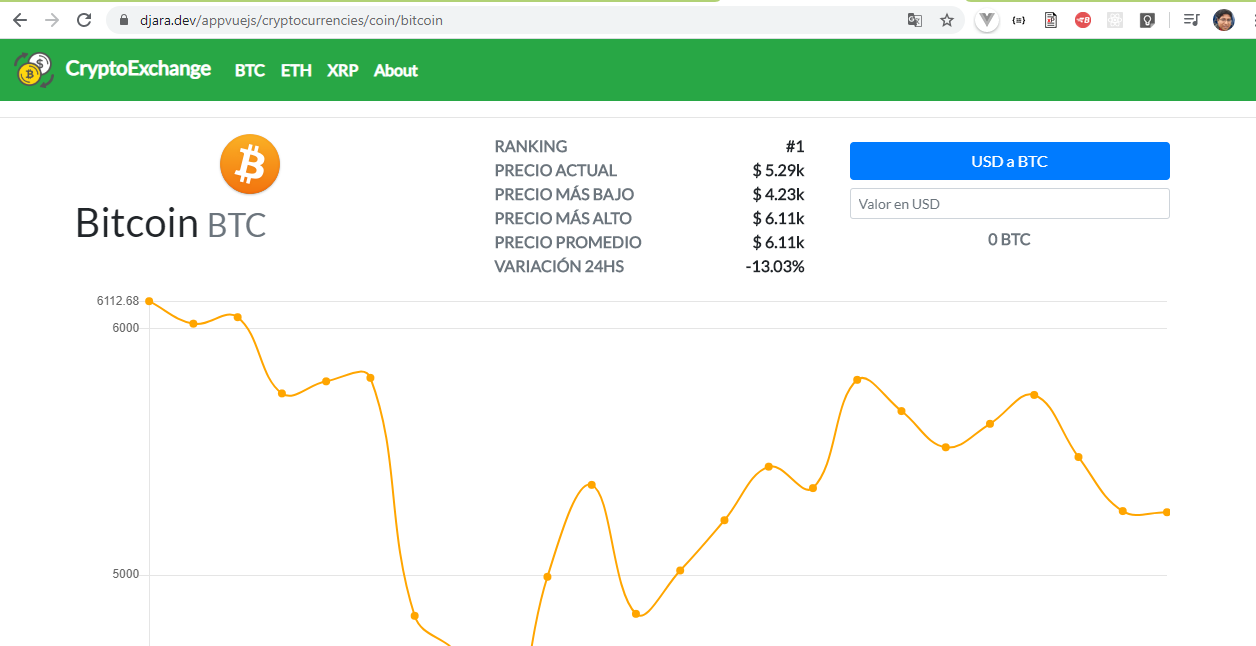 djara.dev/appvuejs/cryptocurrencies/coin/bitcoin
CryptoExchange BTC ETH XRP About
Bitcoin BTC
RANKING #1
PRECIO ACTUAL $ 5.29k
PRECIO MÁS BAJO $ 4.23k
PRECIO MÁS ALTO $ 6.11k
PRECIO PROMEDIO $ 6.11k
VARIACIÓN 24HS -13.03%
USD a BTC
Valor en USD
0 BTC
6112.68
6000
5000